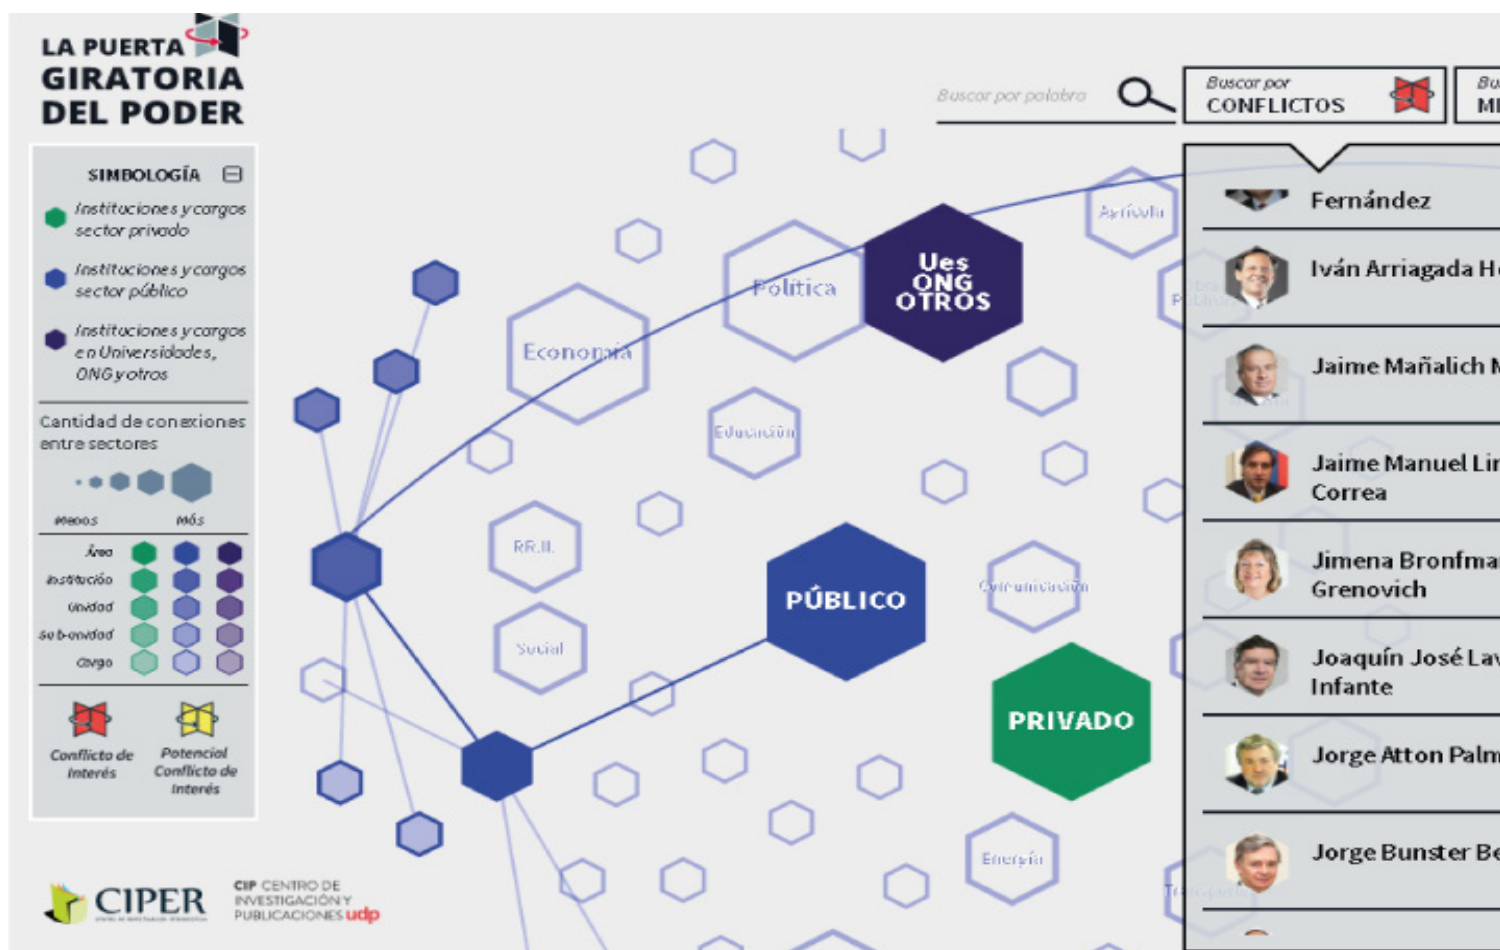 LA PUERTA
GIRATORIA
DEL PODER
Buscar por palabra
Buscar por
CONFLICTOS
SIMBOLOGÍA
Instituciones y cargos
sector privado
Instituciones y cargos
sector público
Instituciones y cargos
en Universidades,
ONG y otros
Cantidad de conexiones
entre sectores
Menos
Más
Área
Institución
Unidad
Sub-unidad
Cargo
Conflicto de
Interés
Potencial
Conflicto de
Interés
CIPER
CIP CENTRO DE
INVESTIGACIÓN Y
PUBLICACIONES udp
Agrícola
Política
Ues
ONG
OTROS
Economía
Educación
RR.II.
Comunicación
PÚBLICO
Social
PRIVADO
Energía
Fernández
Iván Arriagada
Jaime Mañalich
Jaime Manuel
Correa
Jimena
Grenovich
Joaquín José
Infante
Jorge Atton
Jorge Bunster